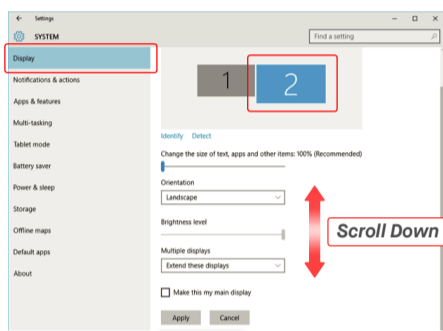 Settings
SYSTEM
Find a setting
Display
Notifications & actions
Apps & features
Multi-tasking
Tablet mode
Battery saver
Power & sleep
Storage
Offline maps
Default apps
About
1
2
Identify Detect
Change the size of text, apps and other items: 100% (Recommended)
Orientation
Landscape
Brightness level
Multiple displays
Extend these displays
Make this my main display
Apply Cancel
Scroll Down